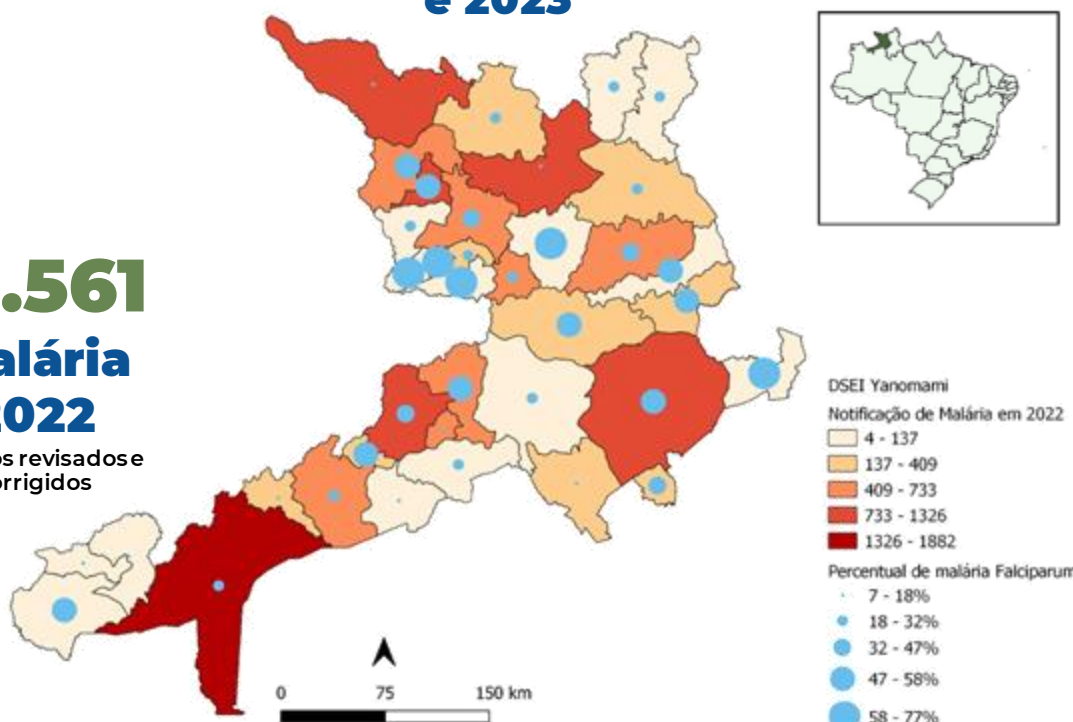 e 2023
.561
alária
2022
os revisados e
orrigidos
DSEI Yanomami
Notificação de Malária em 2022
4 - 137
137 - 409
409 - 733
733 - 1326
1326 - 1882
Percentual de malária Falciparum
7 - 18%
18 - 32%
32 - 47%
47 - 58%
58 - 77%
0 75 150 km